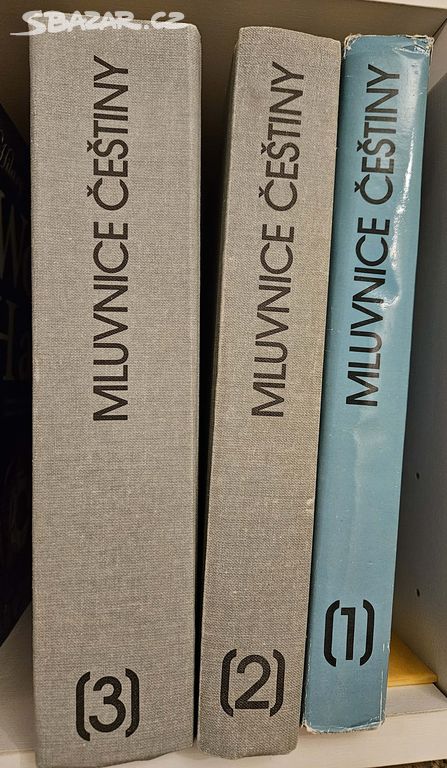 SBAZAR.CZ
MLUVNICE ČEŠTINY
(3)
MLUVNICE ČEŠTINY
(2)
MLUVNICE ČEŠTINY
(1)